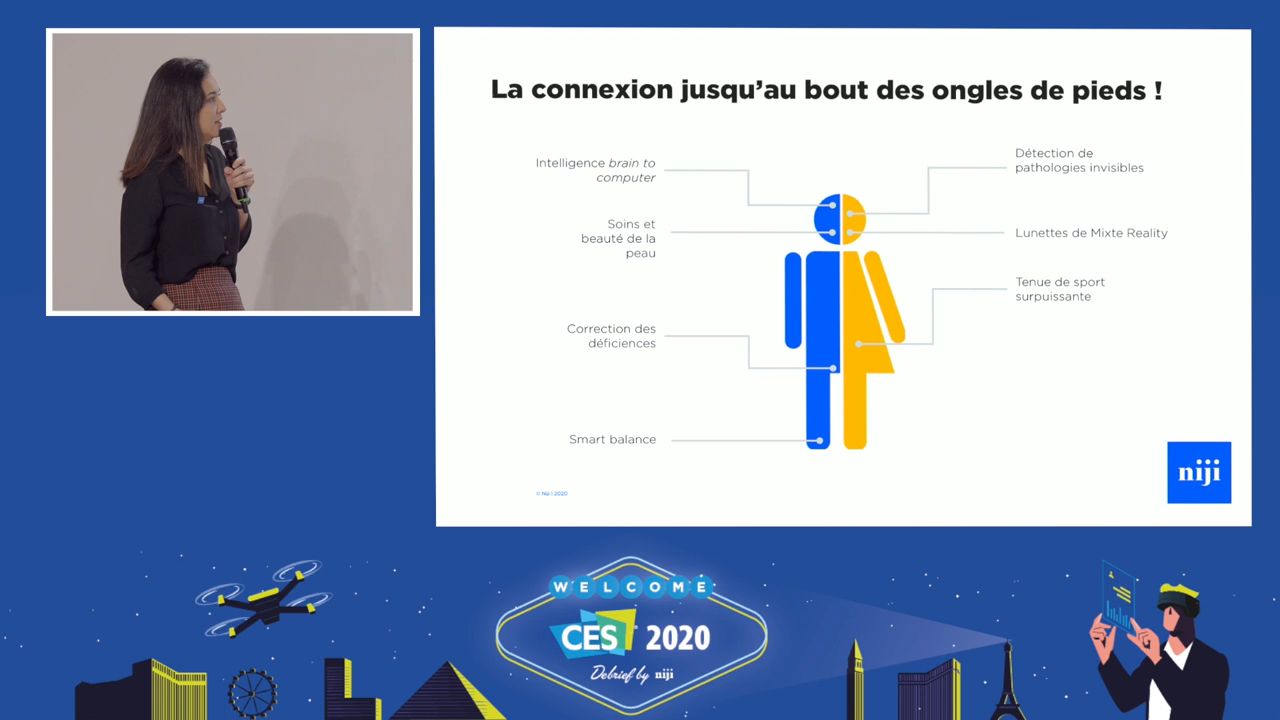 La connexion jusqu’au bout des ongles de pieds !
Intelligence brain to
computer
Soins et
beauté de la
peau
Correction des
déficiences
Smart balance
Détection de
pathologies invisibles
Lunettes de Mixte Reality
Tenue de sport
surpuissante
© Niji I 2020
niji
WELCOME
CES 2020
Debrief by niji